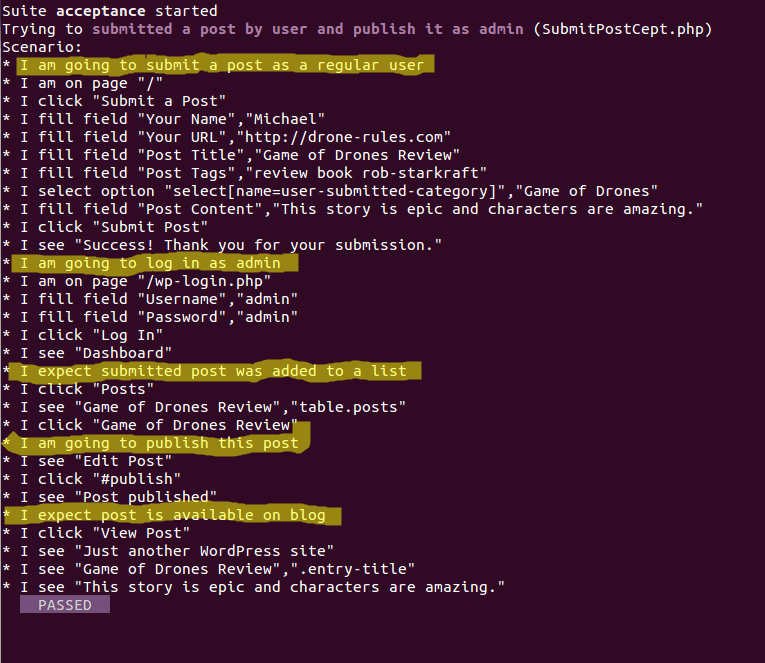 Suite acceptance started
Trying to submitted a post by user and publish it as admin (SubmitPostCept.php)
Scenario:
* I am going to submit a post as a regular user
* I am on page "/"
* I click "Submit a Post"
* I fill field "Your Name","Michael"
* I fill field "Your URL","http://drone-rules.com"
* I fill field "Post Title","Game of Drones Review"
* I fill field "Post Tags","review book rob-starkraft"
* I select option "select[name=user-submitted-category]","Game of Drones"
* I fill field "Post Content","This story is epic and characters are amazing."
* I click "Submit Post"
* I see "Success! Thank you for your submission."
* I am going to log in as admin
* I am on page "/wp-login.php"
* I fill field "Username","admin"
* I fill field "Password","admin"
* I click "Log In"
* I see "Dashboard"
* I expect submitted post was added to a list
* I click "Posts"
* I see "Game of Drones Review","table.posts"
* I click "Game of Drones Review"
* I am going to publish this post
* I see "Edit Post"
* I click "#publish"
* I see "Post published"
* I expect post is available on blog
* I click "View Post"
* I see "Just another WordPress site"
* I see "Game of Drones Review",".entry-title"
* I see "This story is epic and characters are amazing."
PASSED